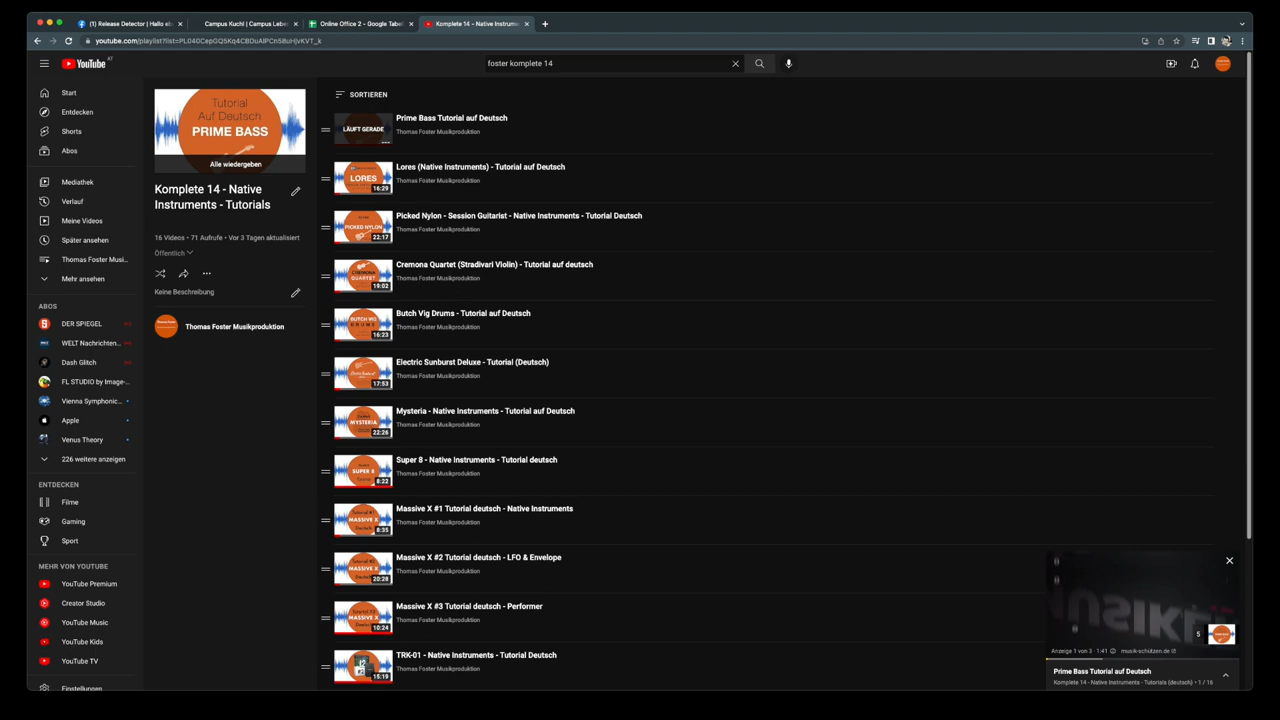 (1) Release Detector | Hallo eb
Campus Kuchl | Campus Lebe
Online Office 2 - Google Tabel
Komplete 14 - Native Instrume
youtube.com/playlist?list=PL040CepGQ5Kq4CBDuAlPCn58uHjvKVT_k
YouTube AT
foster komplete 14
Start
Entdecken
Shorts
Abos
Mediathek
Verlauf
Meine Videos
Später ansehen
Thomas Foster Musi...
Mehr ansehen
ABOS
DER SPIEGEL
WELT Nachrichten...
Dash Glitch
FL STUDIO by Image-...
Vienna Symphonic...
Apple
Venus Theory
226 weitere anzeigen
ENTDECKEN
Filme
Gaming
Sport
MEHR VON YOUTUBE
YouTube Premium
Creator Studio
YouTube Music
YouTube Kids
YouTube TV
Einstellungen
Tutorial
Auf Deutsch
PRIME BASS
Alle wiedergeben
Komplete 14 - Native
Instruments - Tutorials
16 Videos • 71 Aufrufe • Vor 3 Tagen aktualisiert
Öffentlich
Keine Beschreibung
Thomas Foster Musikproduktion
SORTIEREN
LÄUFT GERADE
Prime Bass Tutorial auf Deutsch
Thomas Foster Musikproduktion
LORES
16:29
Lores (Native Instruments) - Tutorial auf Deutsch
Thomas Foster Musikproduktion
PICKED NYLON
22:17
Picked Nylon - Session Guitarist - Native Instruments - Tutorial Deutsch
Thomas Foster Musikproduktion
CREMONA
QUARTET
19:02
Cremona Quartet (Stradivari Violin) - Tutorial auf deutsch
Thomas Foster Musikproduktion
BUTCH VIG
DRUMS
16:23
Butch Vig Drums - Tutorial auf Deutsch
Thomas Foster Musikproduktion
17:53
Electric Sunburst Deluxe - Tutorial (Deutsch)
Thomas Foster Musikproduktion
MYSTERIA
22:26
Mysteria - Native Instruments - Tutorial auf Deutsch
Thomas Foster Musikproduktion
SUPER 8
8:22
Super 8 - Native Instruments - Tutorial deutsch
Thomas Foster Musikproduktion
MASSIVE X
8:35
Massive X #1 Tutorial deutsch - Native Instruments
Thomas Foster Musikproduktion
MASSIVE X
20:28
Massive X #2 Tutorial deutsch - LFO & Envelope
Thomas Foster Musikproduktion
MASSIVE X
10:24
Massive X #3 Tutorial deutsch - Performer
Thomas Foster Musikproduktion
15:19
TRK-01 - Native Instruments - Tutorial Deutsch
Thomas Foster Musikproduktion
5
Anzeige 1 von 3 · 1:41
musik-schützen.de
Prime Bass Tutorial auf Deutsch
Komplete 14 - Native Instruments - Tutorials (deutsch) • 1 / 16